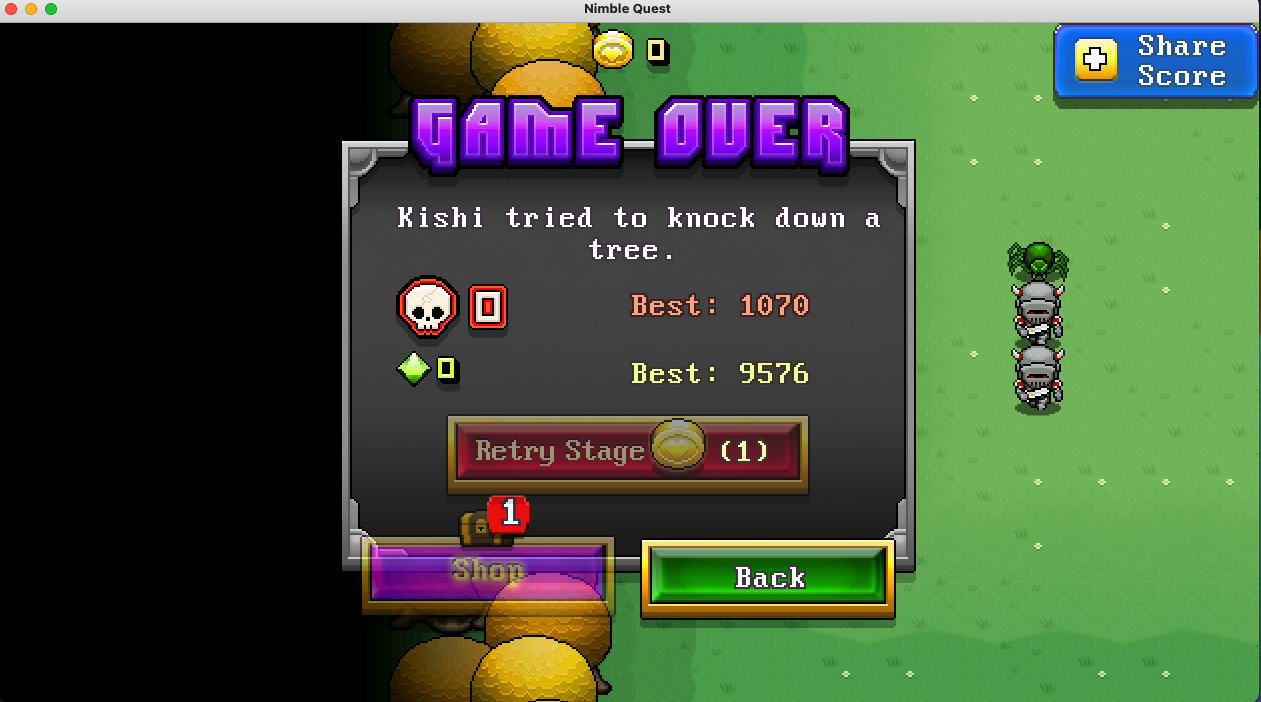 Nimble Quest
0
Share
Score
GAME OVER
Kishi tried to knock down a
tree.
0
Best: 1070
0
Best: 9576
Retry Stage (1)
1
Shop
Back